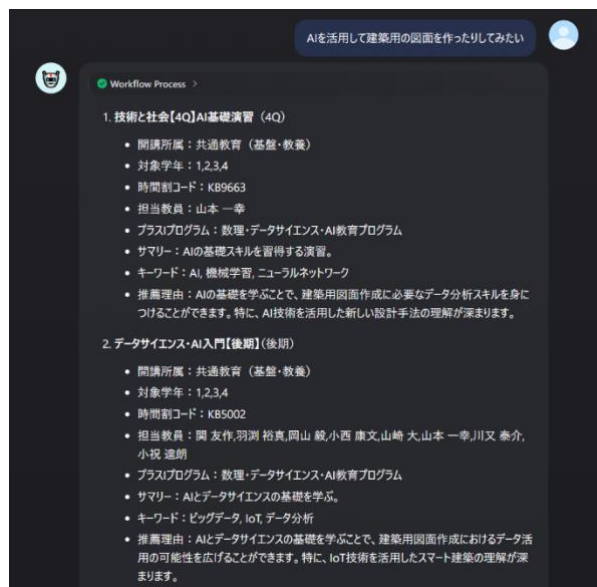 AIを活用して建築用の図面を作ったりしてみたい
Workflow Process >
1. 技術と社会【4Q】AI基礎演習（4Q）
• 開講所属：共通教育（基盤・教養）
• 対象学年：1,2,3,4
• 時間割コード：KB9663
• 担当教員：山本 一幸
• プラスIプログラム：数理・データサイエンス・AI教育プログラム
• サマリー：AIの基礎スキルを習得する演習。
• キーワード：AI, 機械学習, ニューラルネットワーク
• 推薦理由：AIの基礎を学ぶことで、建築用図面作成に必要なデータ分析スキルを身に
つけることができます。特に、AI技術を活用した新しい設計手法の理解が深まります。
2. データサイエンス・AI入門【後期】（後期）
• 開講所属：共通教育（基盤・教養）
• 対象学年：1,2,3,4
• 時間割コード：KB5002
• 担当教員：関 友作,羽渕 裕真,岡山 毅,小西 康文,山崎 大,山本 一幸,川又 泰介,
小祝 達朗
• プラスIプログラム：数理・データサイエンス・AI教育プログラム
• サマリー：AIとデータサイエンスの基礎を学ぶ。
• キーワード：ビッグデータ, IoT, データ分析
• 推薦理由：AIとデータサイエンスの基礎を学ぶことで、建築用図面作成におけるデータ活
用の可能性を広げることができます。特に、IoT技術を活用したスマート建築の理解が深
まります。